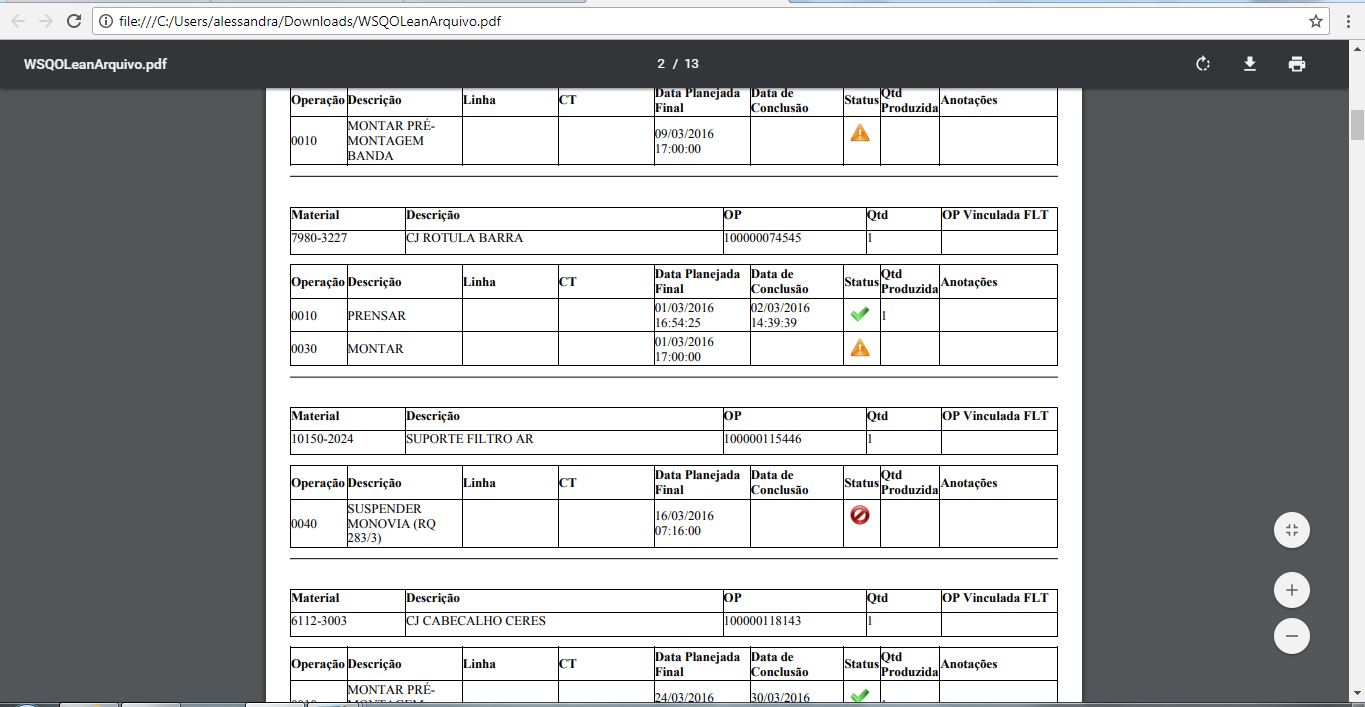 file:///C:/Users/alessandra/Downloads/WSQOLeanArquivo.pdf
WSQOLeanArquivo.pdf 2 / 13
Operação Descrição Linha CT Data Planejada Final Data de Conclusão Status Qtd Produzida Anotações
0010 MONTAR PRÉ-MONTAGEM BANDA 09/03/2016 17:00:00
Material Descrição OP Qtd OP Vinculada FLT
7980-3227 CJ ROTULA BARRA 100000074545 1
Operação Descrição Linha CT Data Planejada Final Data de Conclusão Status Qtd Produzida Anotações
0010 PRENSAR 01/03/2016 16:54:25 02/03/2016 14:39:39 1
0030 MONTAR 01/03/2016 17:00:00
Material Descrição OP Qtd OP Vinculada FLT
10150-2024 SUPORTE FILTRO AR 100000115446 1
Operação Descrição Linha CT Data Planejada Final Data de Conclusão Status Qtd Produzida Anotações
0040 SUSPENDER MONOVIA (RQ 283/3) 16/03/2016 07:16:00
Material Descrição OP Qtd OP Vinculada FLT
6112-3003 CJ CABECALHO CERES 100000118143 1
Operação Descrição Linha CT Data Planejada Final Data de Conclusão Status Qtd Produzida Anotações
MONTAR PRÉ- 24/03/2016 30/03/2016